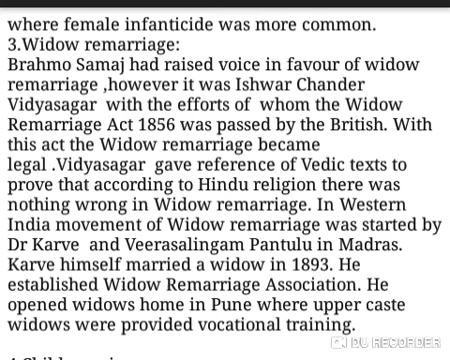 where female infanticide was more common.
3.Widow remarriage:
Brahmo Samaj had raised voice in favour of widow
remarriage ,however it was Ishwar Chander
Vidyasagar  with the efforts of  whom the Widow
Remarriage Act 1856 was passed by the British. With
this act the Widow remarriage became
legal .Vidyasagar  gave reference of Vedic texts to
prove that according to Hindu religion there was
nothing wrong in Widow remarriage. In Western
India movement of Widow remarriage was started by
Dr Karve  and Veerasalingam Pantulu in Madras.
Karve himself married a widow in 1893. He
established Widow Remarriage Association. He
opened widows home in Pune where upper caste
widows were provided vocational training.
DU RECORDER